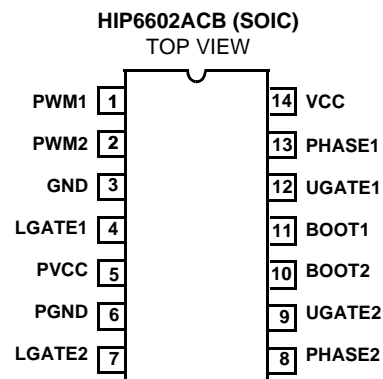 HIP6602ACB (SOIC)
TOP VIEW
PWM1 1 14 VCC
PWM2 2 13 PHASE1
GND 3 12 UGATE1
LGATE1 4 11 BOOT1
PVCC 5 10 BOOT2
PGND 6 9 UGATE2
LGATE2 7 8 PHASE2